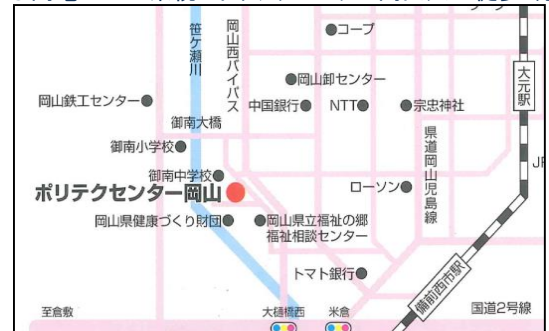 コープ
笹ケ瀬川
岡山西バイパス
岡山卸センター
大元駅
岡山鉄工センター
中国銀行
NTT
宗忠神社
御南大橋
県道岡山児島線
御南小学校
御南中学校
ポリテクセンター岡山
ローソン
岡山県健康づくり財団
岡山県立福祉の郷
福祉相談センター
トマト銀行
備前西市駅
至倉敷
大樋橋西
米倉
国道2号線